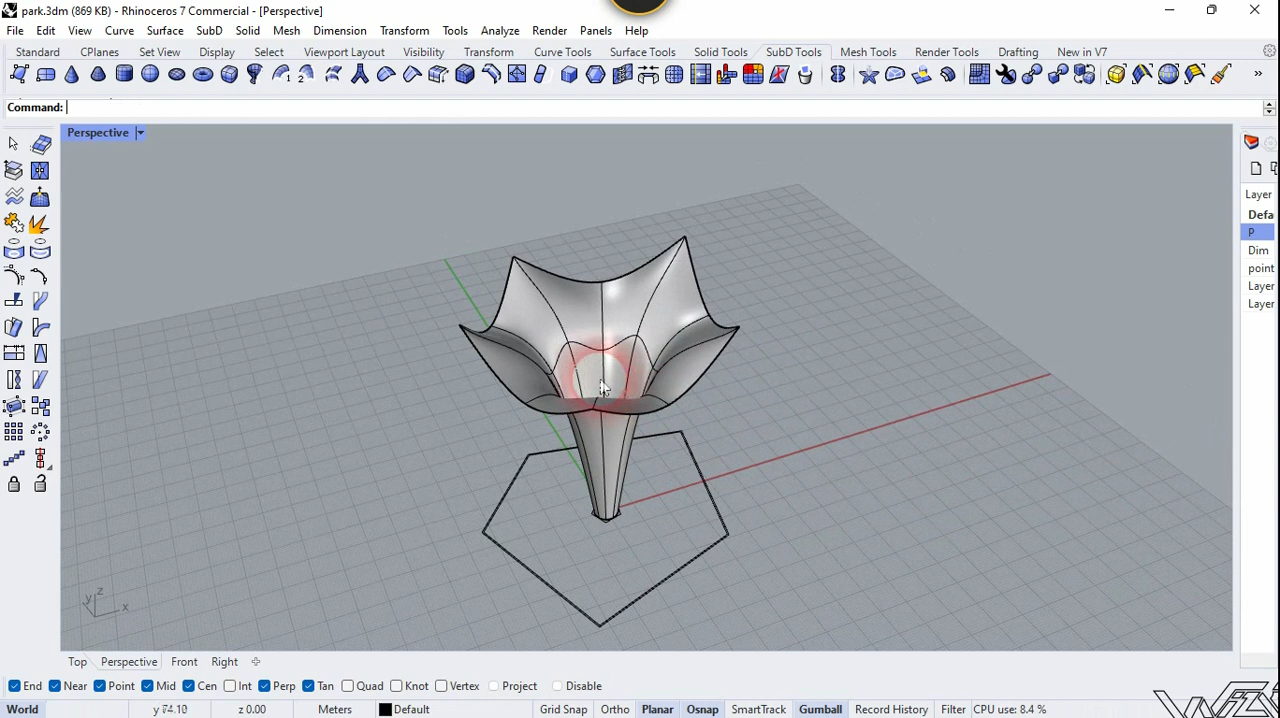 park.3dm (869 KB) - Rhinoceros 7 Commercial - [Perspective]
File Edit View Curve Surface SubD Solid Mesh Dimension Transform Tools Analyze Render Panels Help
Standard CPlanes Set View Display Select Viewport Layout Visibility Transform Curve Tools Surface Tools Solid Tools SubD Tools Mesh Tools Render Tools Drafting New in V7
Command:
Perspective
Layer
Defa
P
Dim
point
Layer
Layer
z
y
x
Top Perspective Front Right
End Near Point Mid Cen Int Perp Tan Quad Knot Vertex Project Disable
World y 74.10 z 0.00 Meters Default Grid Snap Ortho Planar Osnap SmartTrack Gumball Record History Filter CPU use: 8.4 %